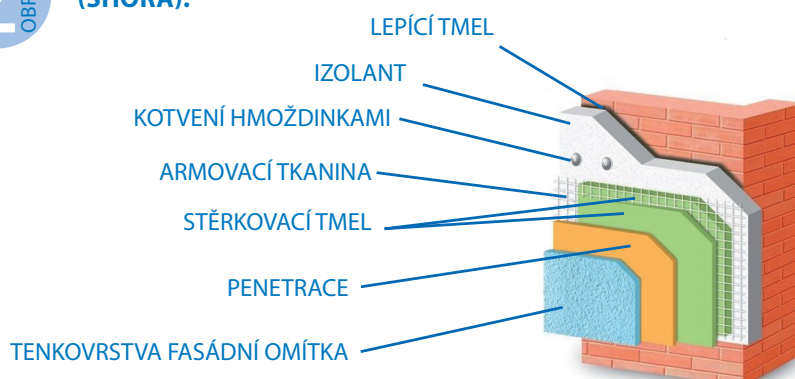 (SHORA):
LEPÍCÍ TMEL
IZOLANT
KOTVENÍ HMOŽDINKAMI
ARMOVACÍ TKANINA
STĚRKOVACÍ TMEL
PENETRACE
TENKOVRSTVA FASÁDNÍ OMÍTKA